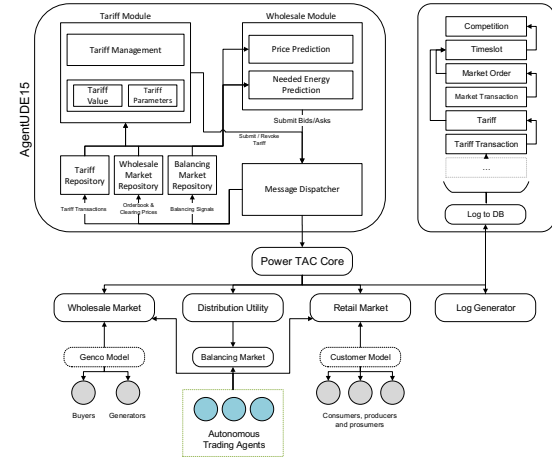 AgentUDE15
Tariff Module
Tariff Management
Tariff
Value
Tariff
Parameters
Wholesale Module
Price Prediction
Needed Energy
Prediction
Submit Bids/Asks
Submit / Revoke
Tariff
Tariff
Repository
Wholesale
Market
Repository
Balancing
Market
Repository
Tariff Transactions
Orderbook &
Clearing Prices
Balancing Signals
Message Dispatcher
Competition
Timeslot
Market Order
Market Transaction
Tariff
Tariff Transaction
...
Log to DB
Power TAC Core
Wholesale Market
Distribution Utility
Retail Market
Log Generator
Genco Model
Balancing Market
Customer Model
Buyers
Generators
Autonomous
Trading Agents
Consumers, producers
and prosumers